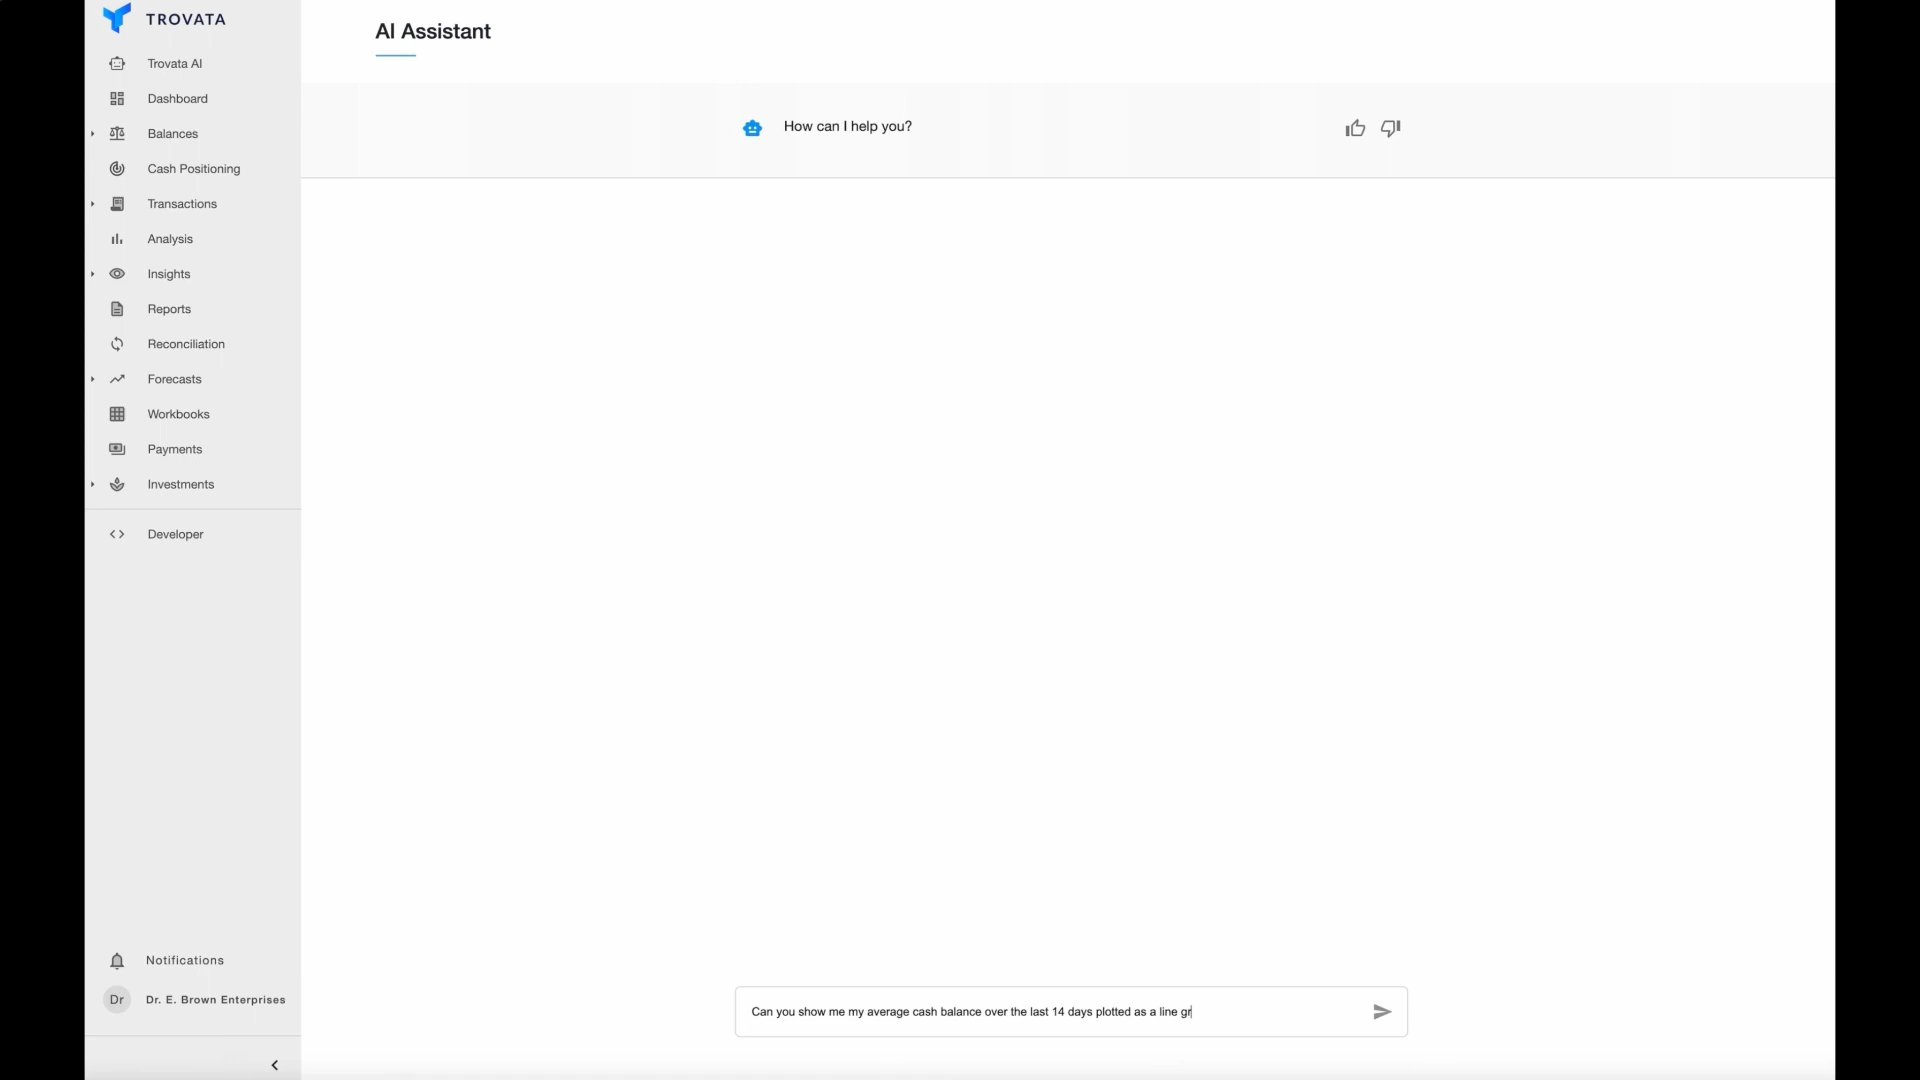 TROVATA
Trovata AI
Dashboard
Balances
Cash Positioning
Transactions
Analysis
Insights
Reports
Reconciliation
Forecasts
Workbooks
Payments
Investments
Developer
Notifications
Dr
Dr. E. Brown Enterprises
AI Assistant
How can I help you?
Can you show me my average cash balance over the last 14 days plotted as a line gr